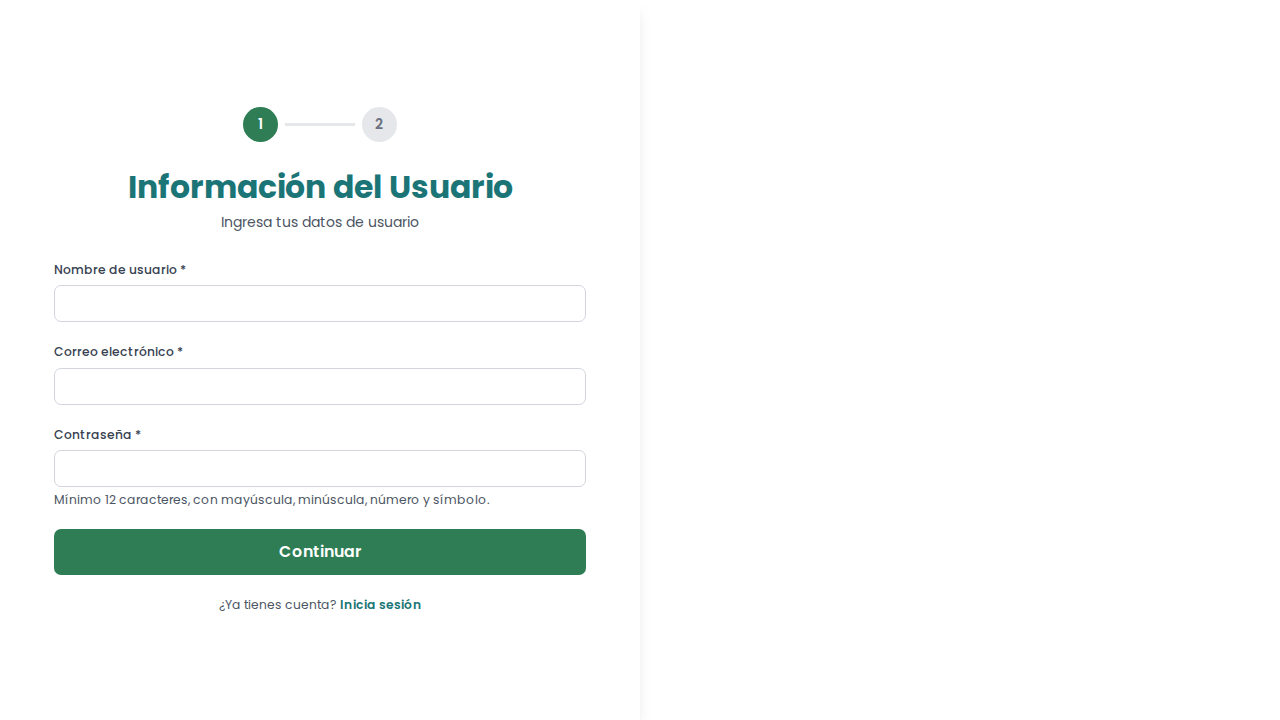 1
2
Información del Usuario
Ingresa tus datos de usuario
Nombre de usuario *
Correo electrónico *
Contraseña *
Mínimo 12 caracteres, con mayúscula, minúscula, número y símbolo.
Continuar
¿Ya tienes cuenta? Inicia sesión